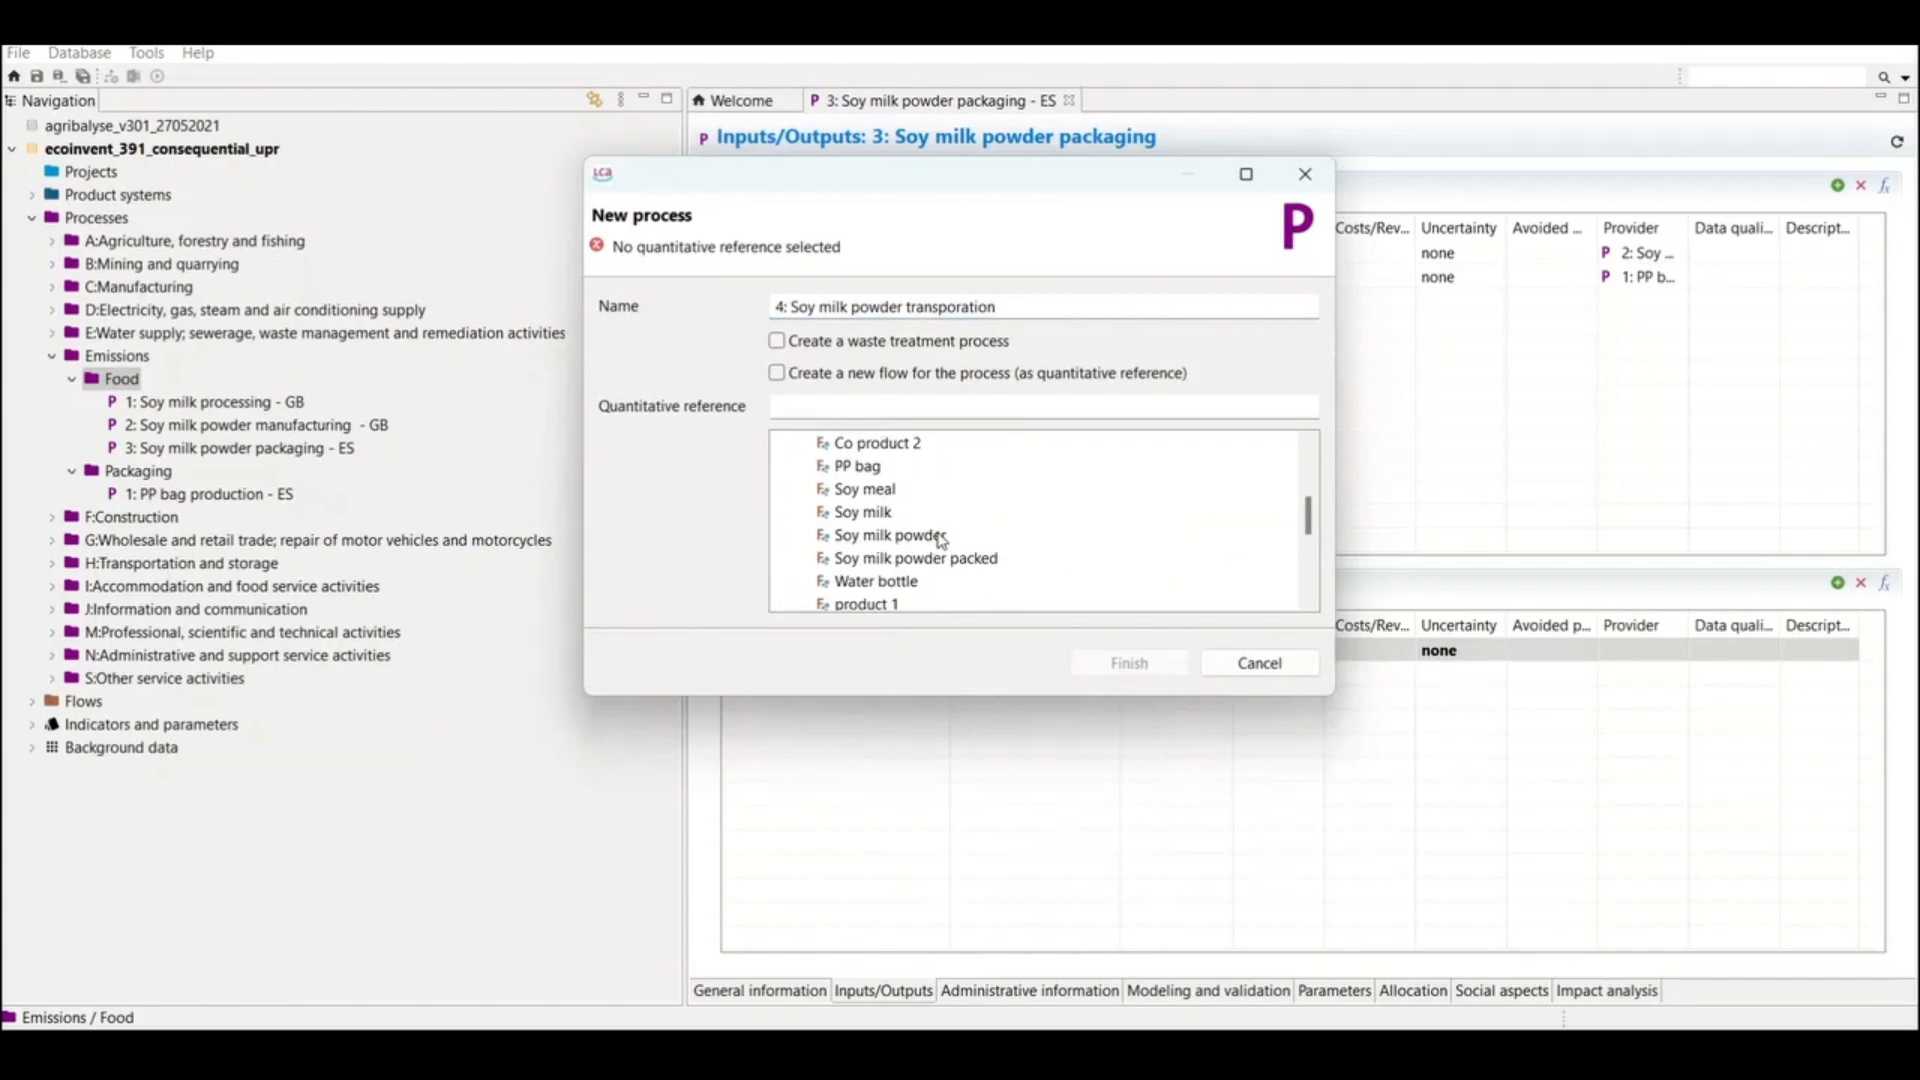 File Database Tools Help
Navigation
Welcome
P 3: Soy milk powder packaging - ES
agribalyse_v301_27052021
ecoinvent_391_consequential_upr
Projects
Product systems
Processes
A:Agriculture, forestry and fishing
B:Mining and quarrying
C:Manufacturing
D:Electricity, gas, steam and air conditioning supply
E:Water supply; sewerage, waste management and remediation activities
Emissions
Food
P 1: Soy milk processing - GB
P 2: Soy milk powder manufacturing - GB
P 3: Soy milk powder packaging - ES
Packaging
P 1: PP bag production - ES
F:Construction
G:Wholesale and retail trade; repair of motor vehicles and motorcycles
H:Transportation and storage
I:Accommodation and food service activities
J:Information and communication
M:Professional, scientific and technical activities
N:Administrative and support service activities
S:Other service activities
Flows
Indicators and parameters
Background data
P Inputs/Outputs: 3: Soy milk powder packaging
LCA
New process
P
No quantitative reference selected
Name 4: Soy milk powder transporation
Create a waste treatment process
Create a new flow for the process (as quantitative reference)
Quantitative reference
Co product 2
PP bag
Soy meal
Soy milk
Soy milk powder
Soy milk powder packed
Water bottle
product 1
Finish Cancel
Costs/Rev... Uncertainty Avoided ... Provider Data quali... Descript...
none P 2: Soy ...
none P 1: PP b...
Costs/Rev... Uncertainty Avoided p... Provider Data quali... Descript...
none
General information Inputs/Outputs Administrative information Modeling and validation Parameters Allocation Social aspects Impact analysis
Emissions / Food